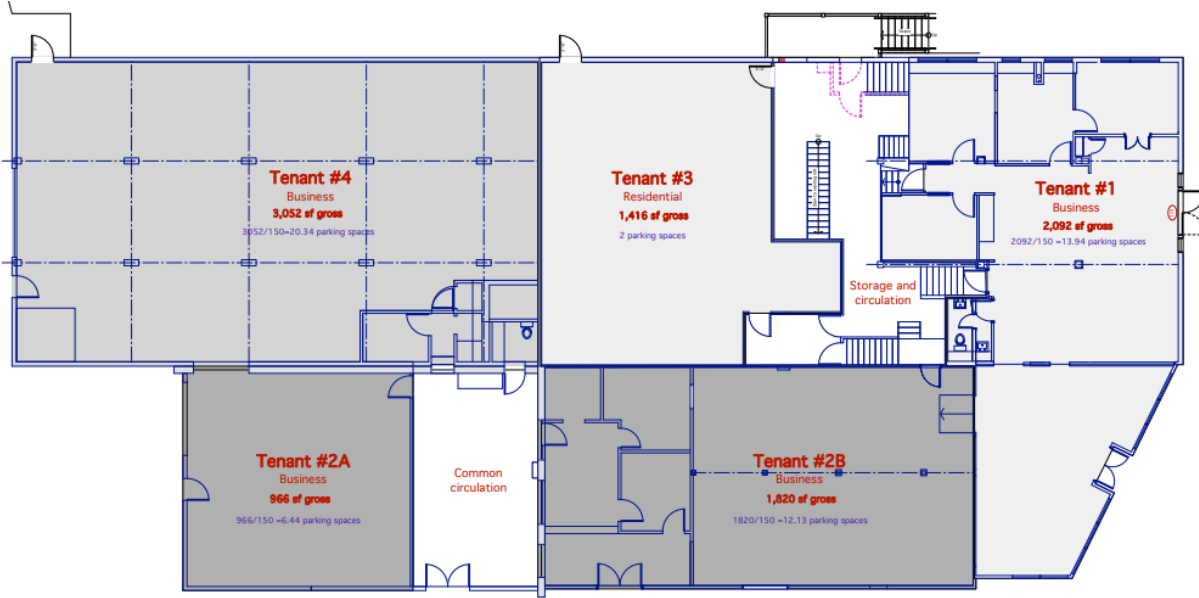 Tenant #4
Business
3,052 sf gross
3052/150=20.34 parking spaces
Tenant #3
Residential
1,416 sf gross
2 parking spaces
Tenant #1
Business
2,092 sf gross
2092/150 =13.94 parking spaces
Storage and
circulation
Tenant #2A
Business
966 sf gross
966/150 =6.44 parking spaces
Common
circulation
Tenant #2B
Business
1,820 sf gross
1820/150 =12.13 parking spaces